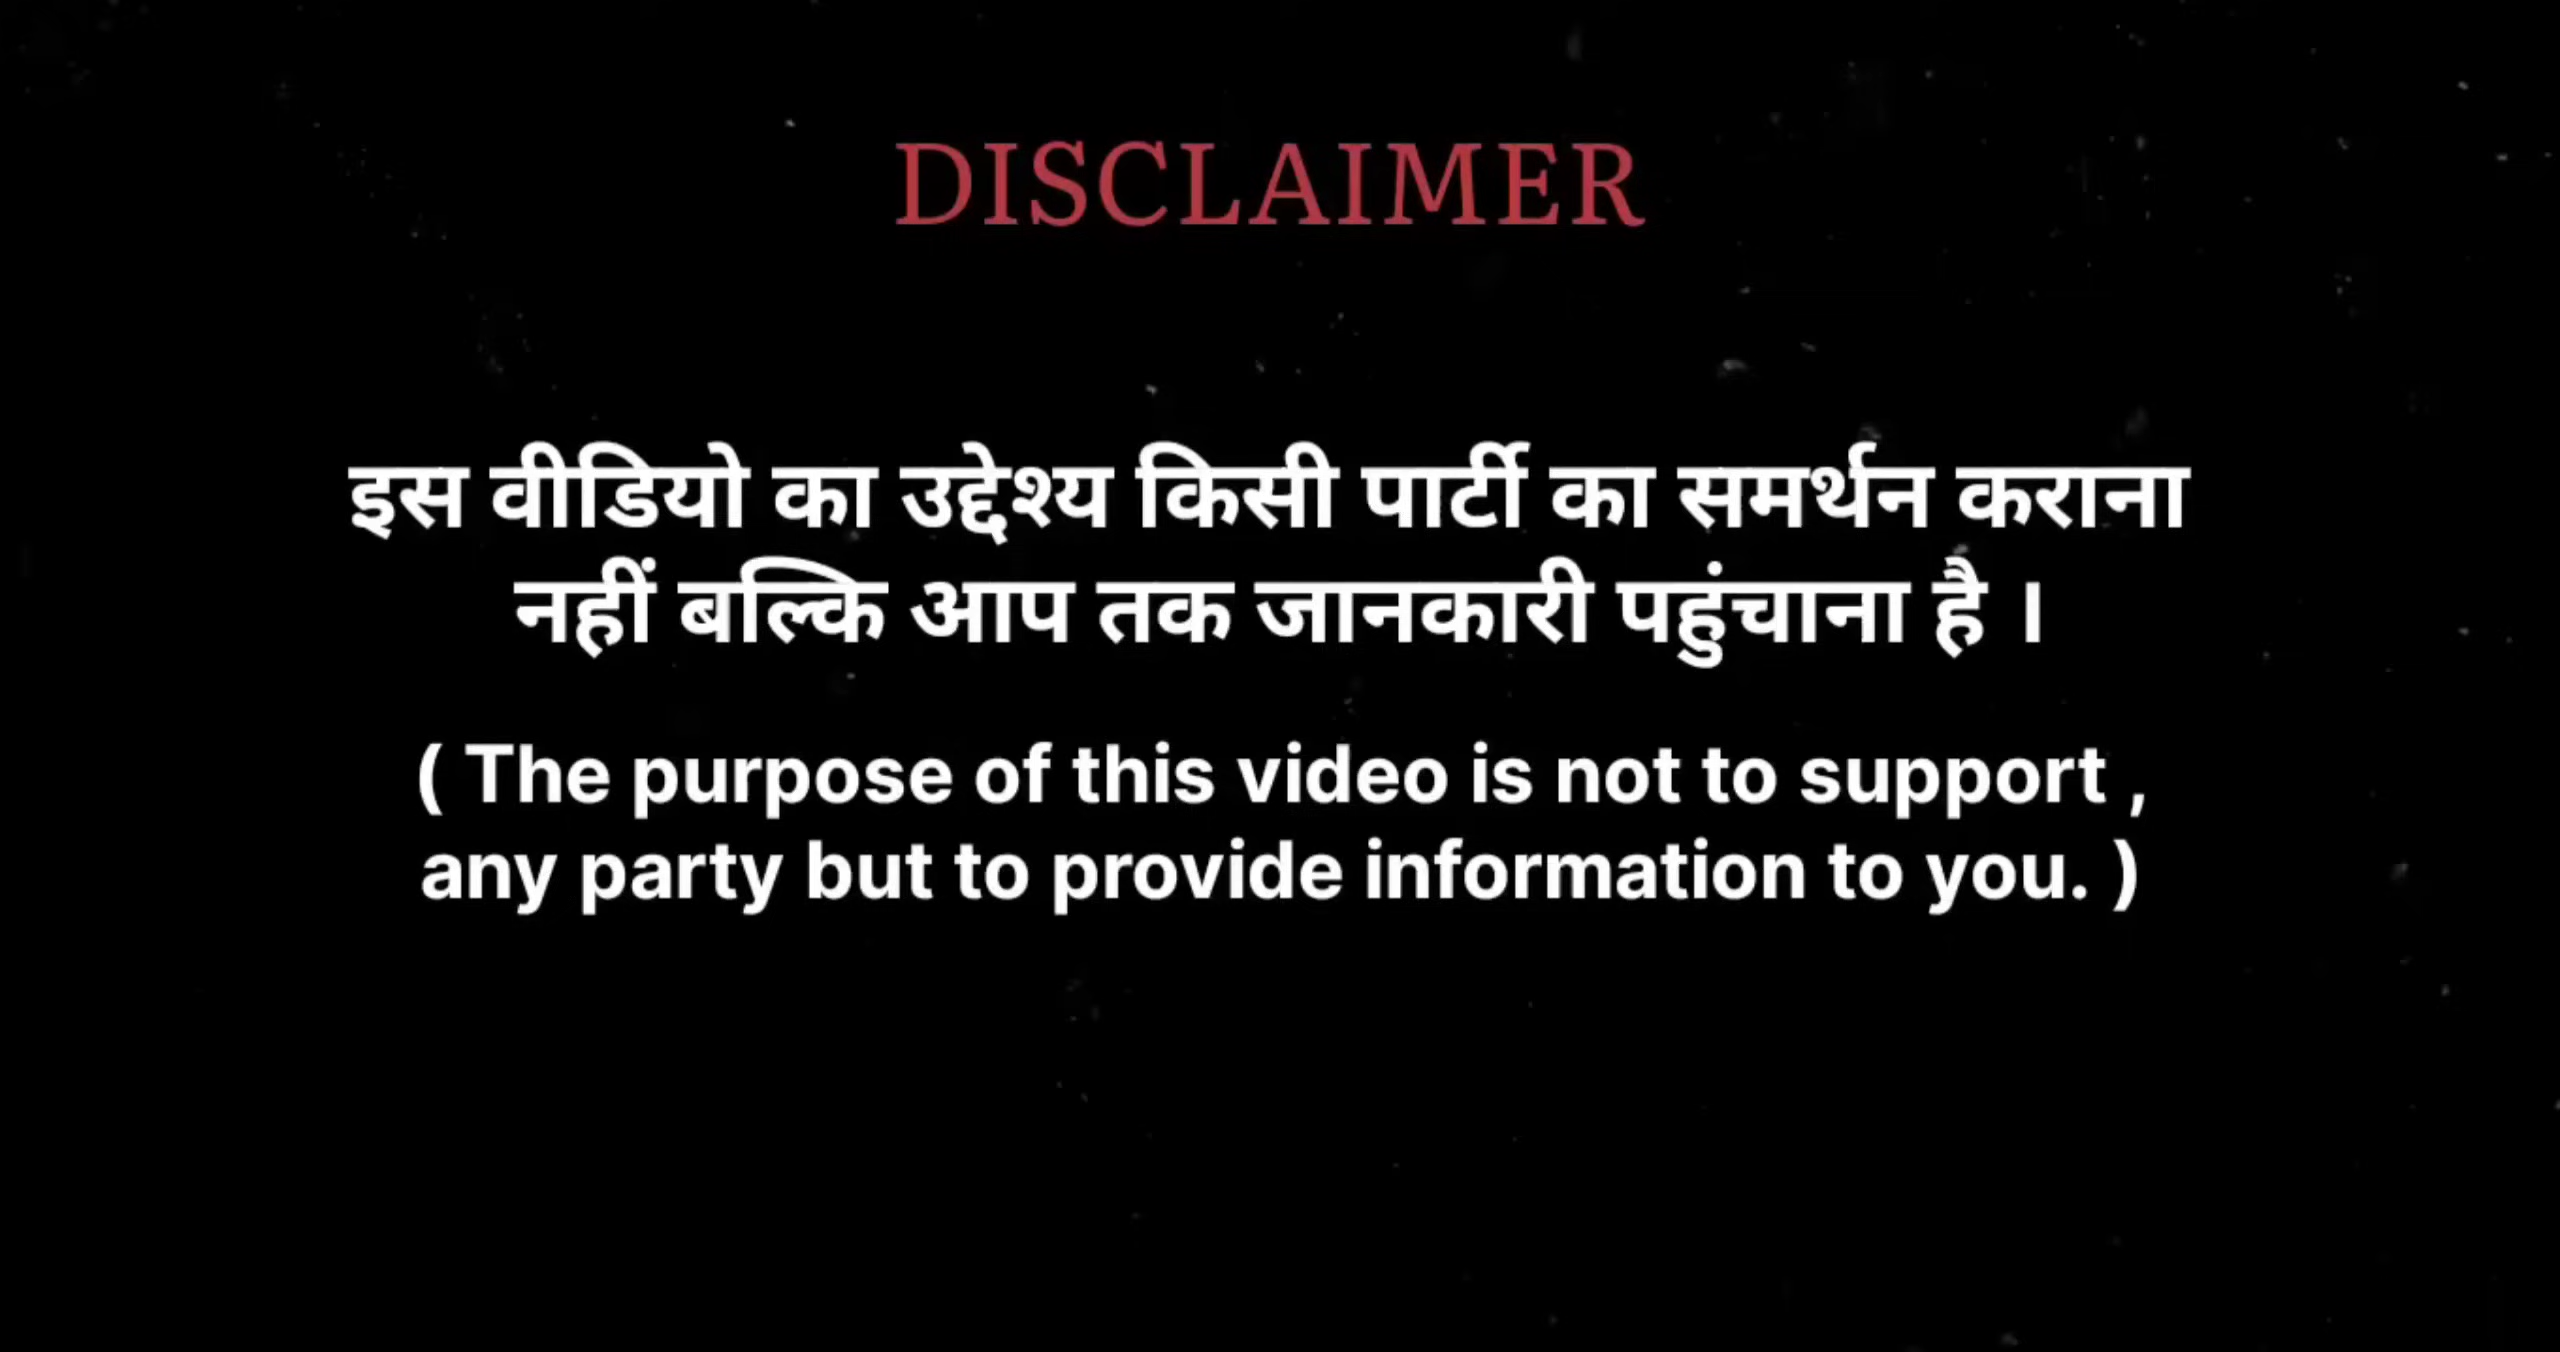 DISCLAIMER
इस वीडियो का उद्देश्य किसी पार्टी का समर्थन कराना
नहीं बल्कि आप तक जानकारी पहुंचाना है ।
( The purpose of this video is not to support ,
any party but to provide information to you. )